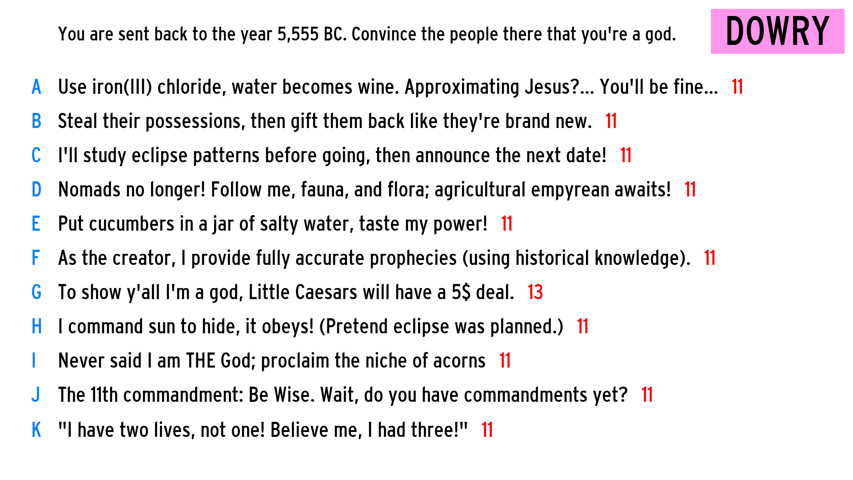 You are sent back to the year 5,555 BC. Convince the people there that you're a god.
DOWRY
A Use iron(III) chloride, water becomes wine. Approximating Jesus?... You'll be fine... 11
B Steal their possessions, then gift them back like they're brand new. 11
C I'll study eclipse patterns before going, then announce the next date! 11
D Nomads no longer! Follow me, fauna, and flora; agricultural empyrean awaits! 11
E Put cucumbers in a jar of salty water, taste my power! 11
F As the creator, I provide fully accurate prophecies (using historical knowledge). 11
G To show y'all I'm a god, Little Caesars will have a 5$ deal. 13
H I command sun to hide, it obeys! (Pretend eclipse was planned.) 11
I Never said I am THE God; proclaim the niche of acorns 11
J The 11th commandment: Be Wise. Wait, do you have commandments yet? 11
K "I have two lives, not one! Believe me, I had three!" 11